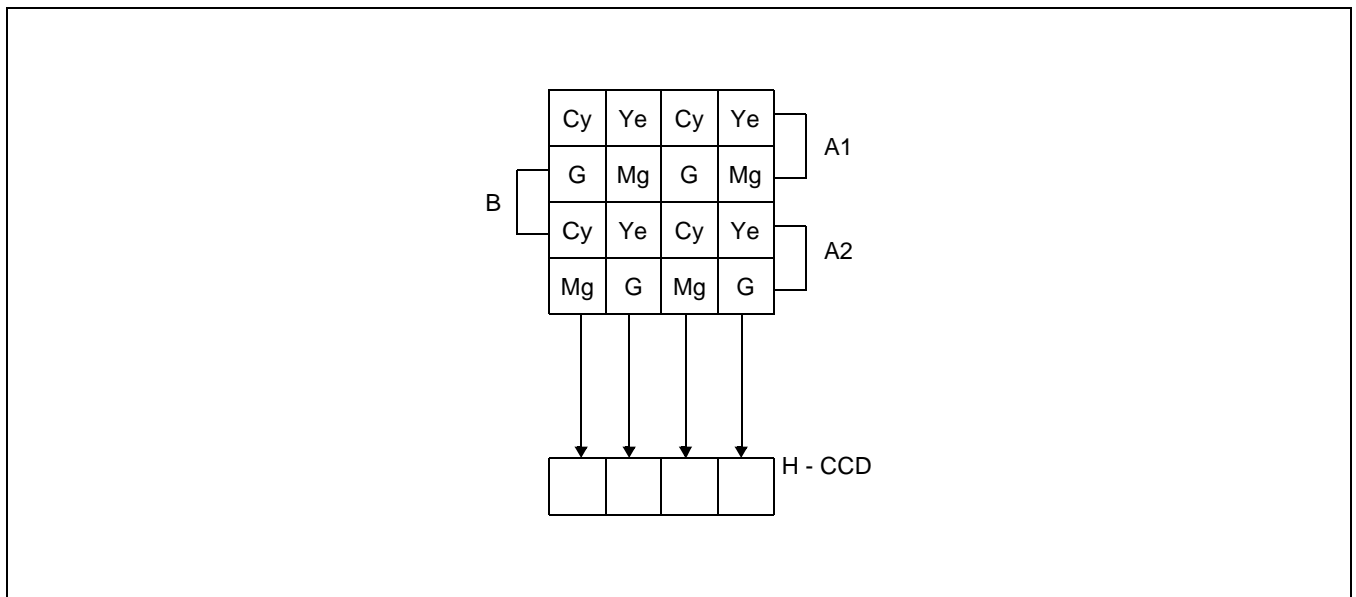 Cy Ye Cy Ye
A1
G Mg G Mg
B
Cy Ye Cy Ye
A2
Mg G Mg G
H - CCD